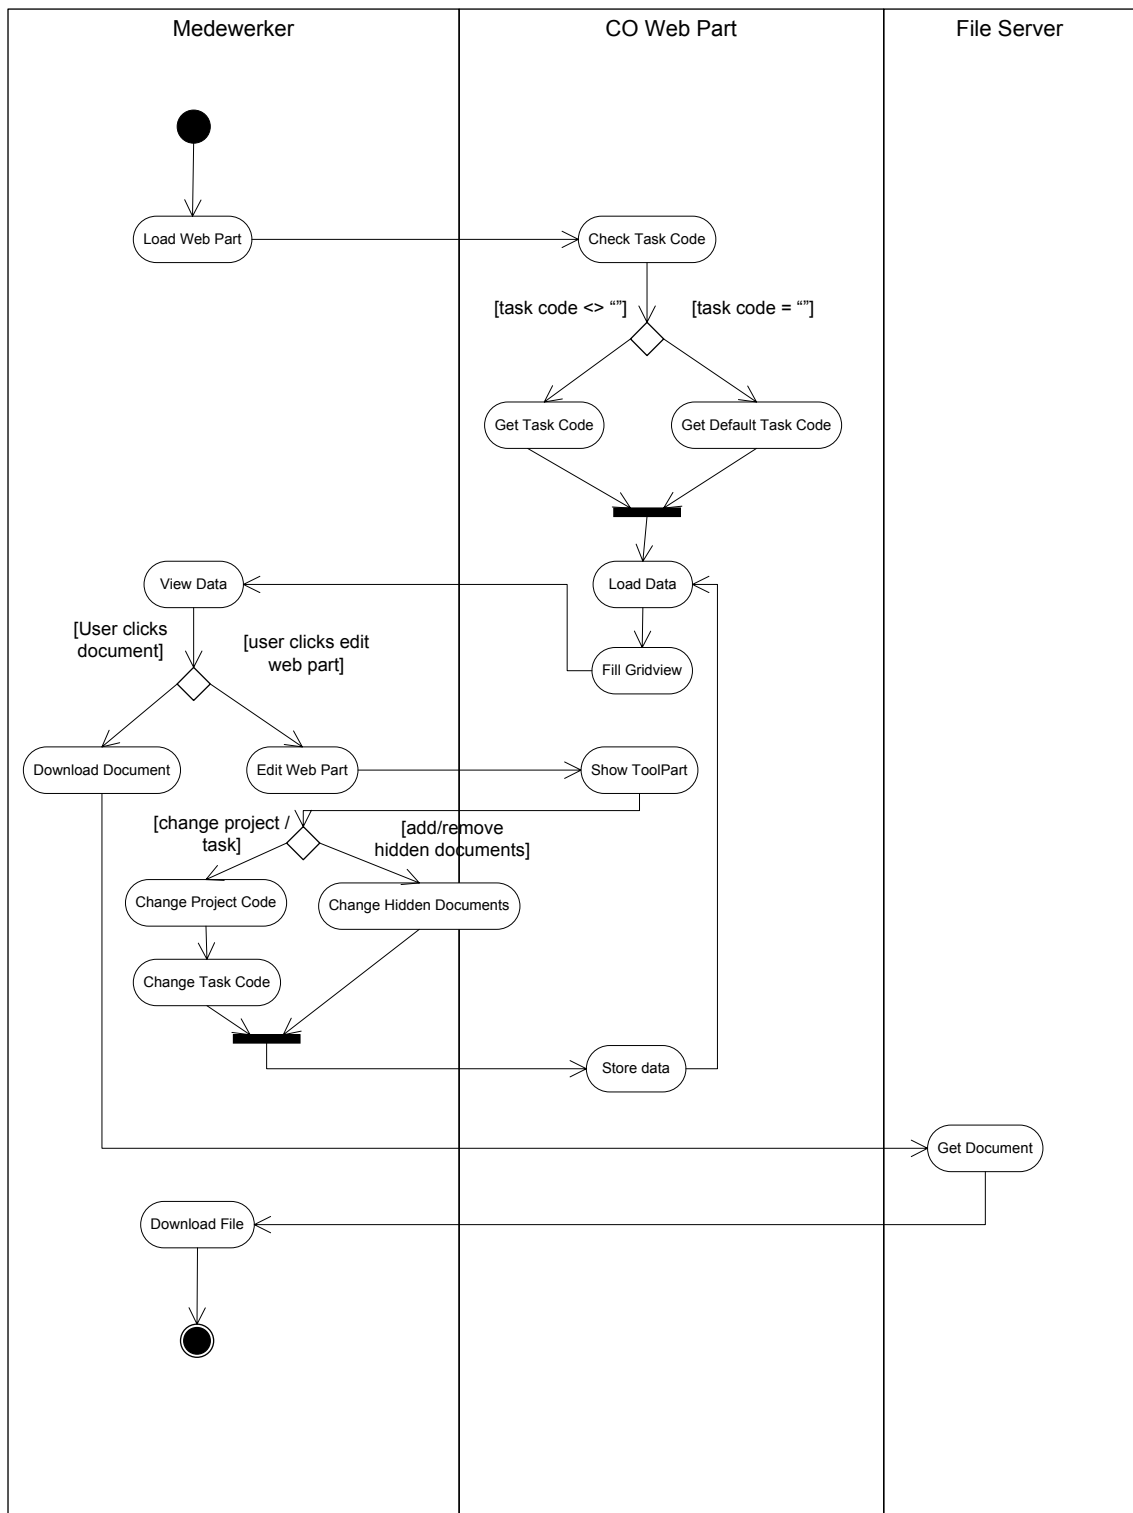 Medewerker
CO Web Part
File Server
Load Web Part
Check Task Code
[task code <> “”]
[task code = “”]
Get Task Code
Get Default Task Code
View Data
Load Data
[User clicks
document]
[user clicks edit
web part]
Fill Gridview
Download Document
Edit Web Part
Show ToolPart
[change project /
task]
[add/remove
hidden documents]
Change Project Code
Change Hidden Documents
Change Task Code
Store data
Get Document
Download File